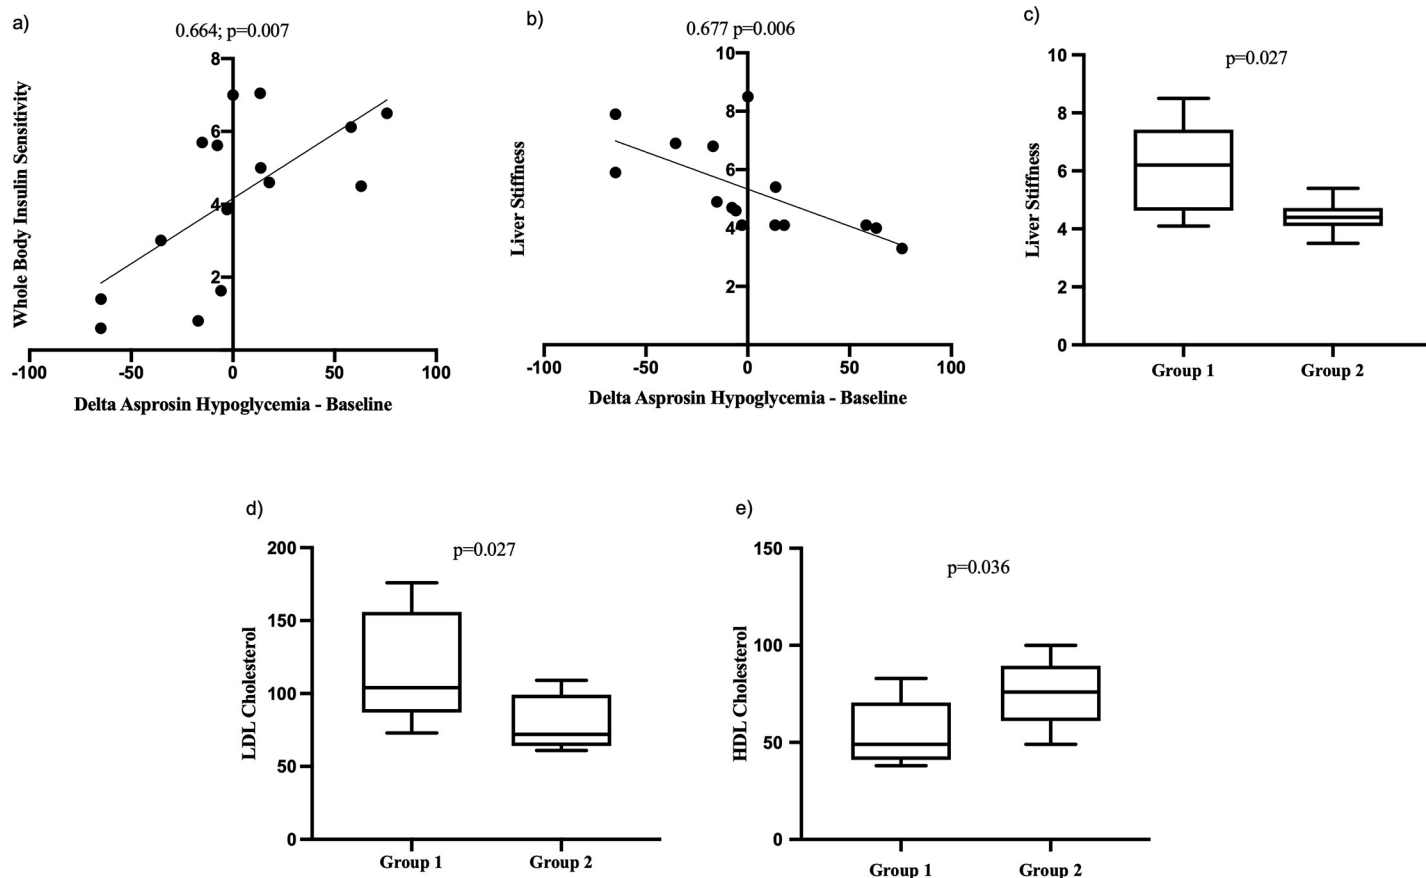 a)
0.664; p=0.007
Whole Body Insulin Sensitivity
8
6
4
2
-100 -50 0 50 100
Delta Asprosin Hypoglycemia - Baseline
b)
0.677 p=0.006
Liver Stiffness
10
8
6
4
2
-100 -50 0 50 100
Delta Asprosin Hypoglycemia - Baseline
c)
p=0.027
Liver Stiffness
10
8
6
4
2
0
Group 1 Group 2
d)
p=0.027
LDL Cholesterol
200
150
100
50
0
Group 1 Group 2
e)
p=0.036
HDL Cholesterol
150
100
50
0
Group 1 Group 2